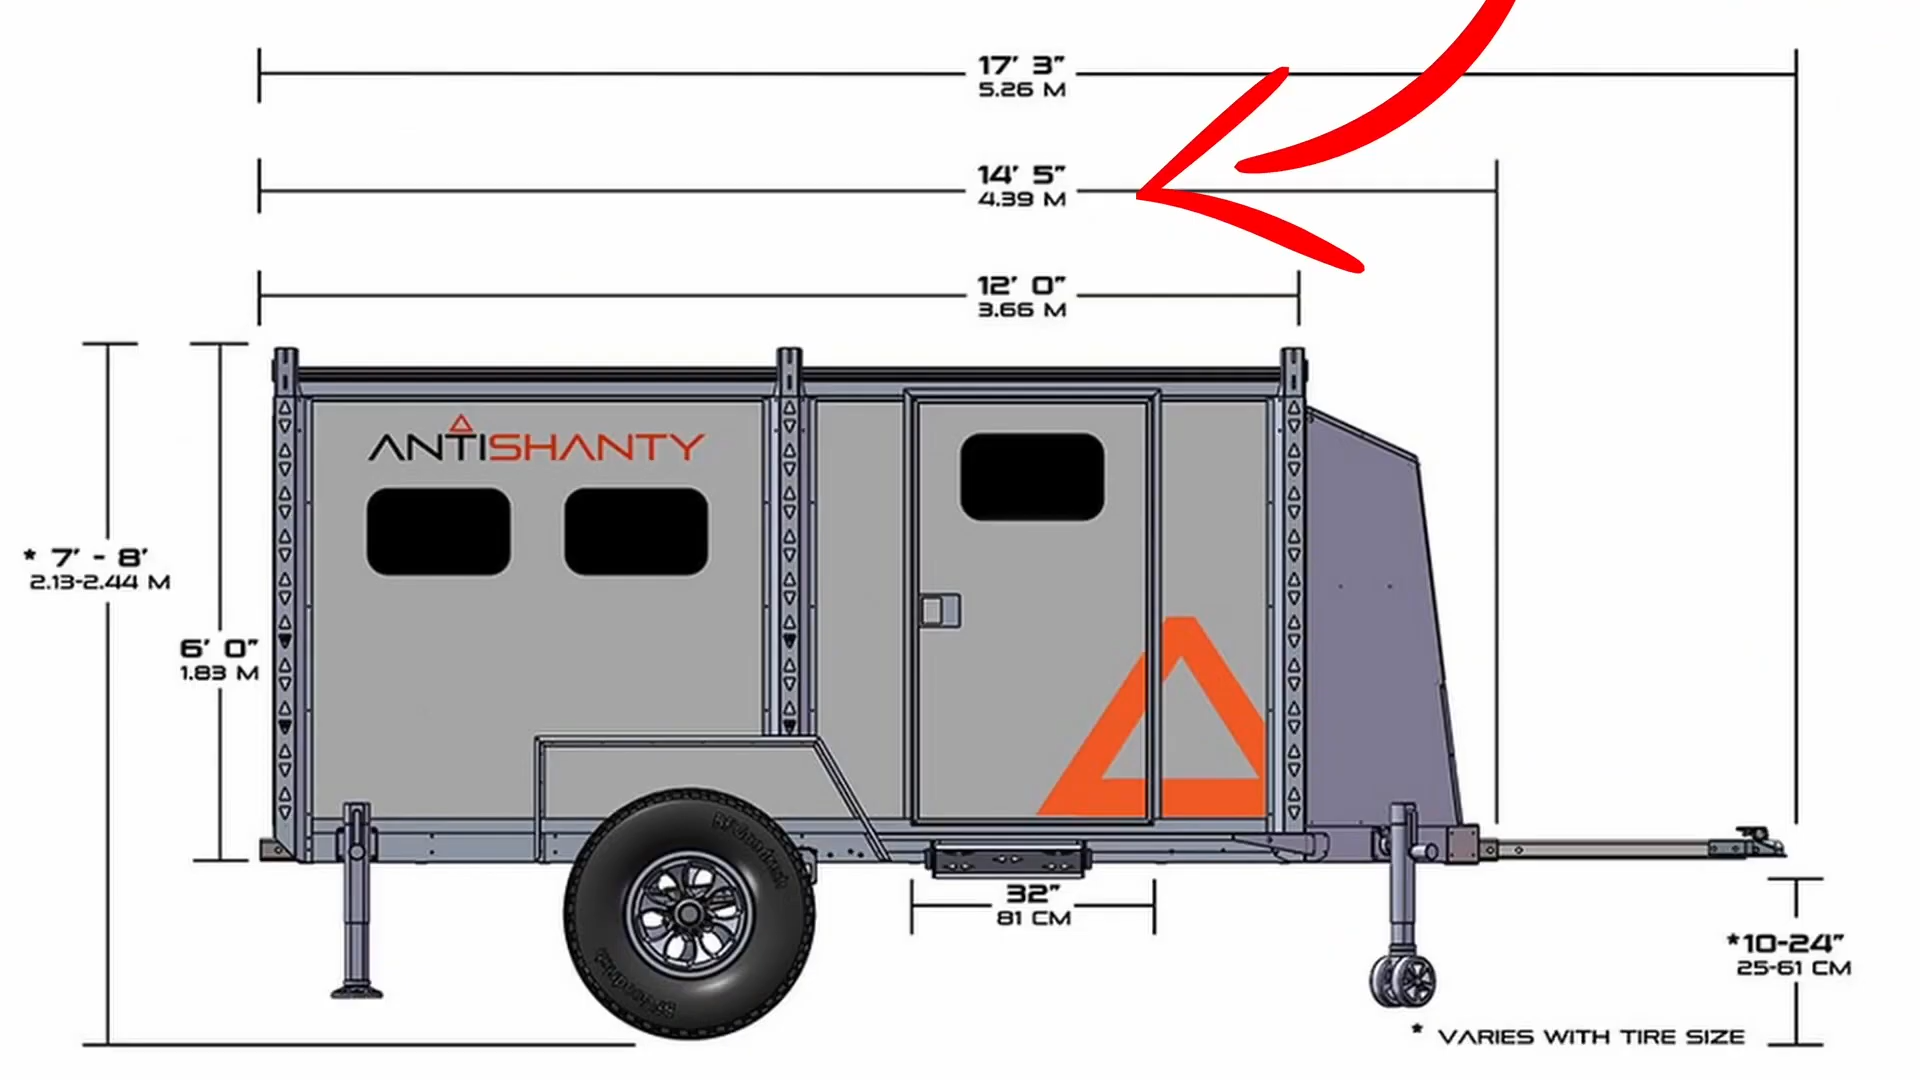 17' 3"
5.26 M
14' 5"
4.39 M
12' 0"
3.66 M
ANTISHANTY
* 7' - 8'
2.13-2.44 M
6' 0"
1.83 M
32"
81 CM
*10-24"
25-61 CM
* VARIES WITH TIRE SIZE